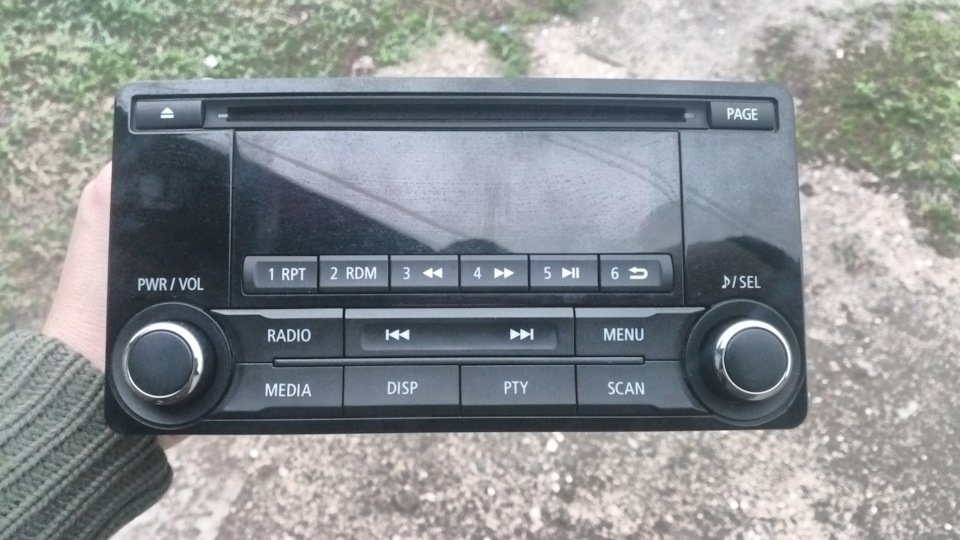 PAGE
1 RPT 2 RDM 3 4 5 6
PWR / VOL
/SEL
RADIO MENU
MEDIA DISP PTY SCAN